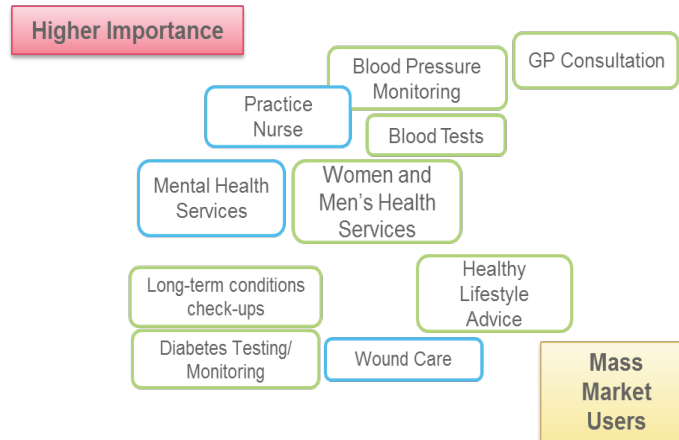 Higher Importance
GP Consultation
Blood Pressure
Monitoring
Practice
Nurse
Blood Tests
Mental Health
Services
Women and
Men's Health
Services
Long-term conditions
check-ups
Healthy
Lifestyle
Advice
Diabetes Testing/
Monitoring
Wound Care
Mass
Market
Users